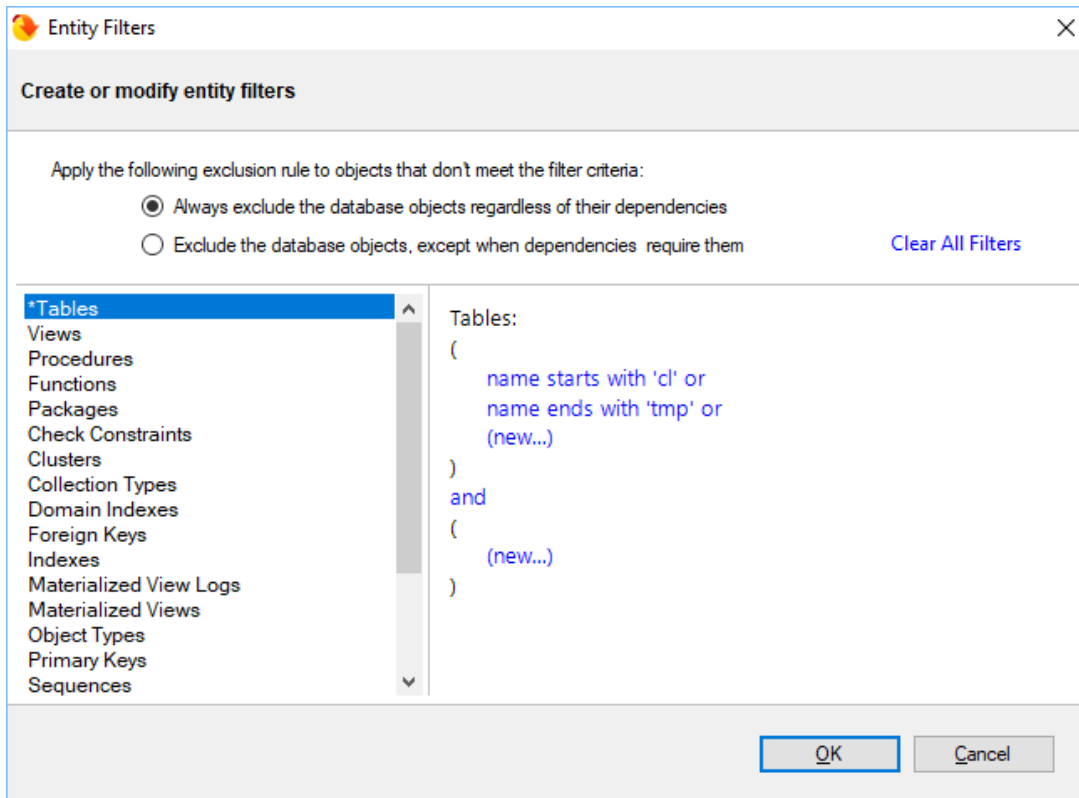 Entity Filters
Create or modify entity filters
Apply the following exclusion rule to objects that don't meet the filter criteria:
Always exclude the database objects regardless of their dependencies
Exclude the database objects, except when dependencies require them
Clear All Filters
*Tables
Views
Procedures
Functions
Packages
Check Constraints
Clusters
Collection Types
Domain Indexes
Foreign Keys
Indexes
Materialized View Logs
Materialized Views
Object Types
Primary Keys
Sequences
Tables:
(
name starts with 'cl' or
name ends with 'tmp' or
(new...)
)
and
(
(new...)
)
OK
Cancel